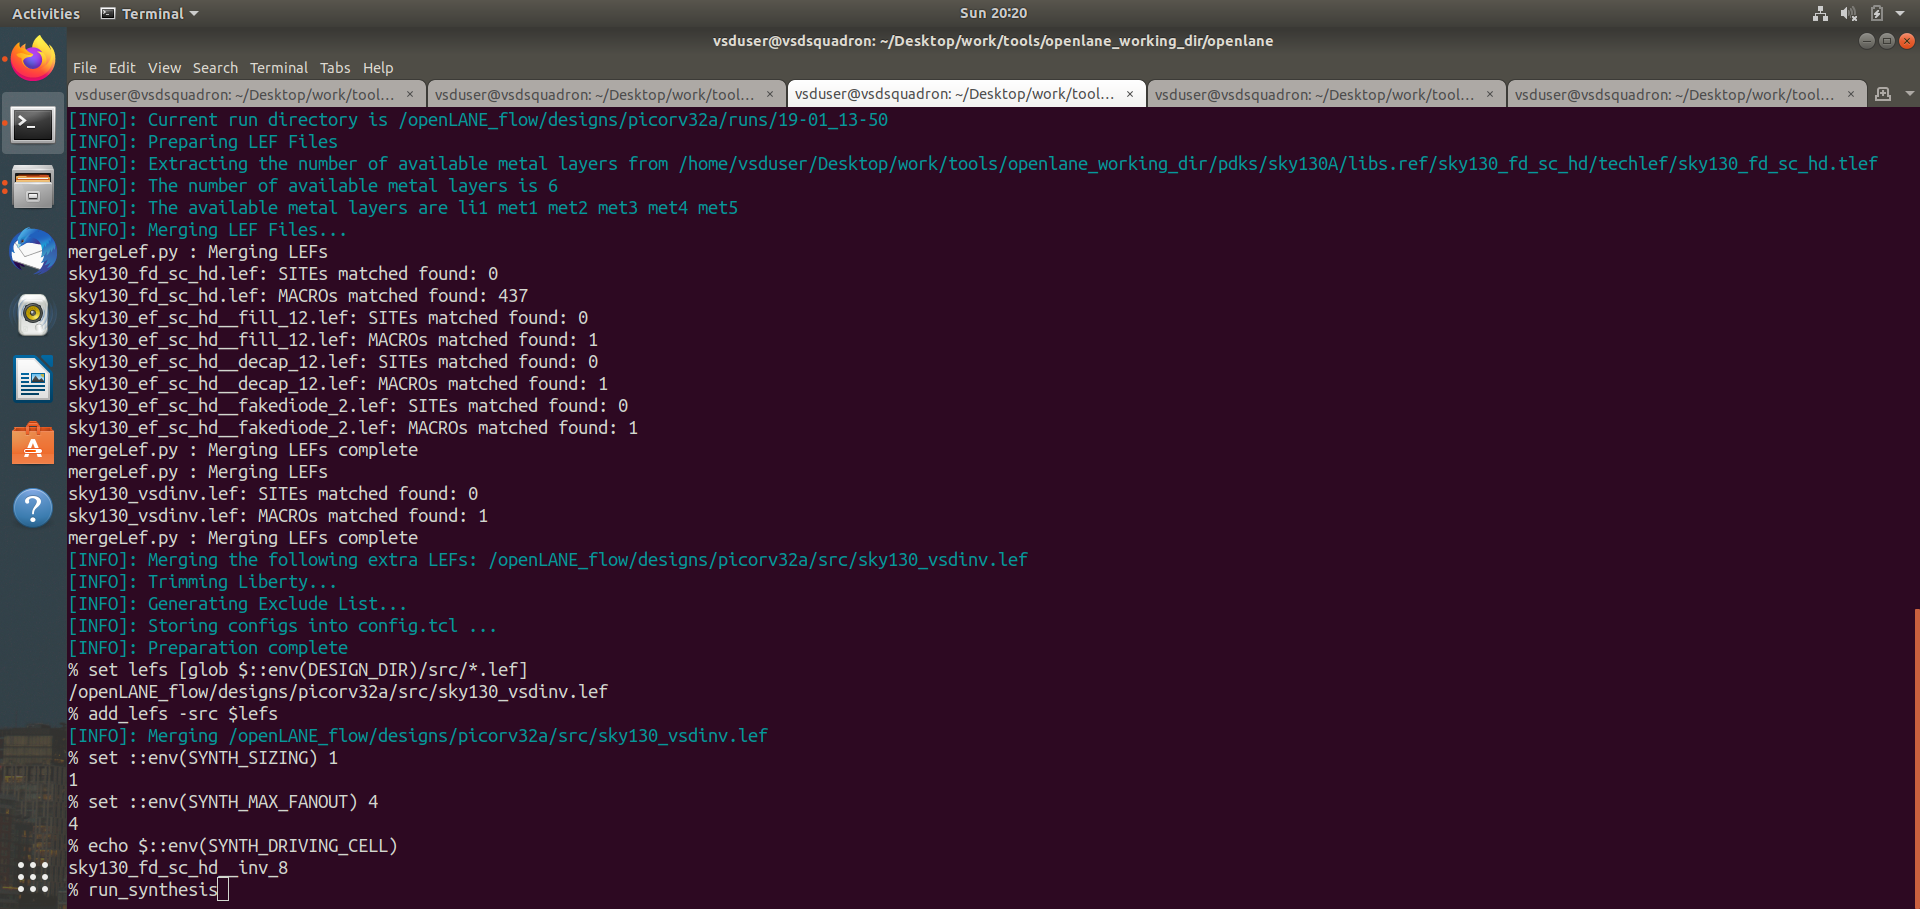 Activities Terminal Sun 20:20
vsduser@vsdsquadron: ~/Desktop/work/tools/openlane_working_dir/openlane
File Edit View Search Terminal Tabs Help
vsduser@vsdsquadron: ~/Desktop/work/tool... × vsduser@vsdsquadron: ~/Desktop/work/tool... × vsduser@vsdsquadron: ~/Desktop/work/tool... × vsduser@vsdsquadron: ~/Desktop/work/tool... × vsduser@vsdsquadron: ~/Desktop/work/tool... ×
[INFO]: Current run directory is /openLANE_flow/designs/picorv32a/runs/19-01_13-50
[INFO]: Preparing LEF Files
[INFO]: Extracting the number of available metal layers from /home/vsduser/Desktop/work/tools/openlane_working_dir/pdks/sky130A/libs.ref/sky130_fd_sc_hd/techlef/sky130_fd_sc_hd.tlef
[INFO]: The number of available metal layers is 6
[INFO]: The available metal layers are li1 met1 met2 met3 met4 met5
[INFO]: Merging LEF Files...
mergeLef.py : Merging LEFs
sky130_fd_sc_hd.lef: SITEs matched found: 0
sky130_fd_sc_hd.lef: MACROs matched found: 437
sky130_ef_sc_hd__fill_12.lef: SITEs matched found: 0
sky130_ef_sc_hd__fill_12.lef: MACROs matched found: 1
sky130_ef_sc_hd__decap_12.lef: SITEs matched found: 0
sky130_ef_sc_hd__decap_12.lef: MACROs matched found: 1
sky130_ef_sc_hd__fakediode_2.lef: SITEs matched found: 0
sky130_ef_sc_hd__fakediode_2.lef: MACROs matched found: 1
mergeLef.py : Merging LEFs complete
mergeLef.py : Merging LEFs
sky130_vsdinv.lef: SITEs matched found: 0
sky130_vsdinv.lef: MACROs matched found: 1
mergeLef.py : Merging LEFs complete
[INFO]: Merging the following extra LEFs: /openLANE_flow/designs/picorv32a/src/sky130_vsdinv.lef
[INFO]: Trimming Liberty...
[INFO]: Generating Exclude List...
[INFO]: Storing configs into config.tcl ...
[INFO]: Preparation complete
% set lefs [glob $::env(DESIGN_DIR)/src/*.lef]
/openLANE_flow/designs/picorv32a/src/sky130_vsdinv.lef
% add_lefs -src $lefs
[INFO]: Merging /openLANE_flow/designs/picorv32a/src/sky130_vsdinv.lef
% set ::env(SYNTH_SIZING) 1
1
% set ::env(SYNTH_MAX_FANOUT) 4
4
% echo $::env(SYNTH_DRIVING_CELL)
sky130_fd_sc_hd__inv_8
% run_synthesis